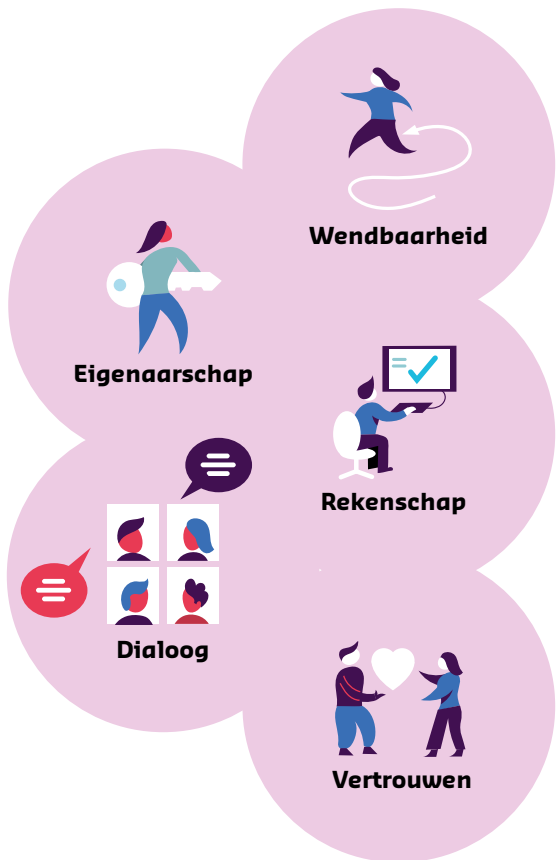 Wendbaarheid
Eigenaarschap
Rekenschap
Dialoog
Vertrouwen